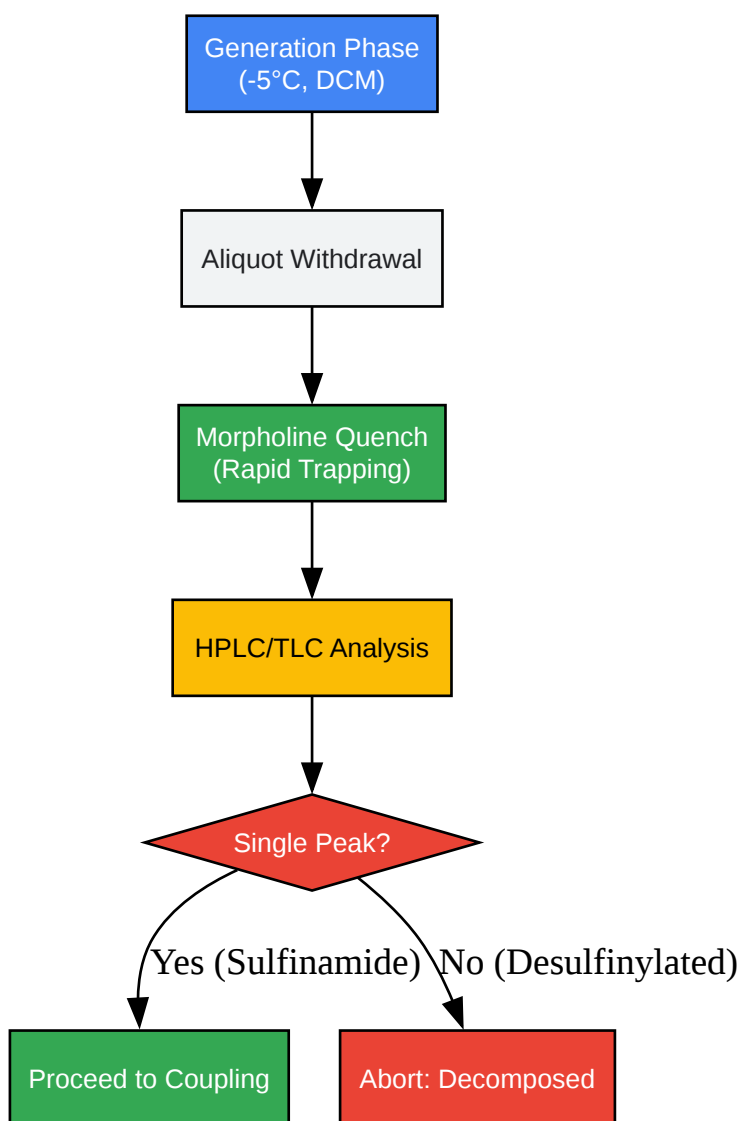 Generation Phase
(-5°C, DCM)
Aliquot Withdrawal
Morpholine Quench
(Rapid Trapping)
HPLC/TLC Analysis
Single Peak?
Yes (Sulfinamide)
No (Desulfinylated)
Proceed to Coupling
Abort: Decomposed